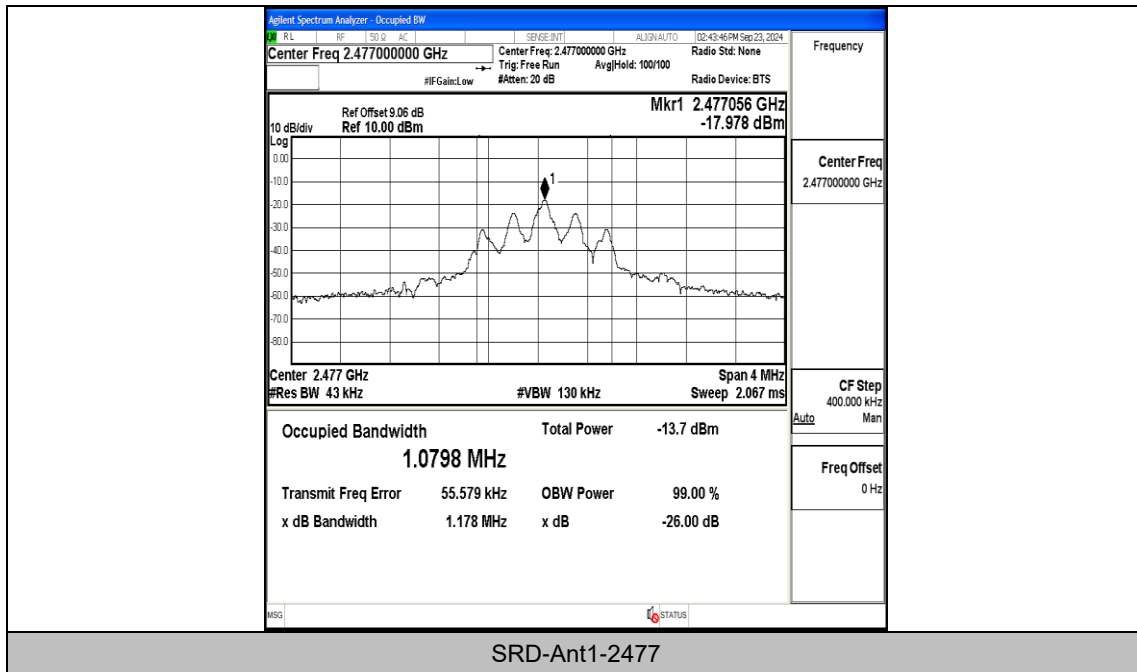 Agilent Spectrum Analyzer - Occupied BW
LXI RL RF 50 Ω AC SENSE:INT ALIGN AUTO 02:43:46 PM Sep 23, 2024
Center Freq 2.477000000 GHz
Center Freq: 2.477000000 GHz
Radio Std: None
Trig: Free Run Avg|Hold: 100/100
#IFGain:Low #Atten: 20 dB Radio Device: BTS
Frequency
Mkr1 2.477056 GHz
-17.978 dBm
Ref Offset 9.06 dB
10 dB/div Ref 10.00 dBm
Log
0.00
-10.0
-20.0
-30.0
-40.0
-50.0
-60.0
-70.0
-80.0
1
Center 2.477 GHz Span 4 MHz
#Res BW 43 kHz #VBW 130 kHz Sweep 2.067 ms
Occupied Bandwidth Total Power -13.7 dBm
1.0798 MHz
Transmit Freq Error 55.579 kHz OBW Power 99.00 %
x dB Bandwidth 1.178 MHz x dB -26.00 dB
Center Freq
2.477000000 GHz
CF Step
400.000 kHz
Auto Man
Freq Offset
0 Hz
MSG STATUS
SRD-Ant1-2477